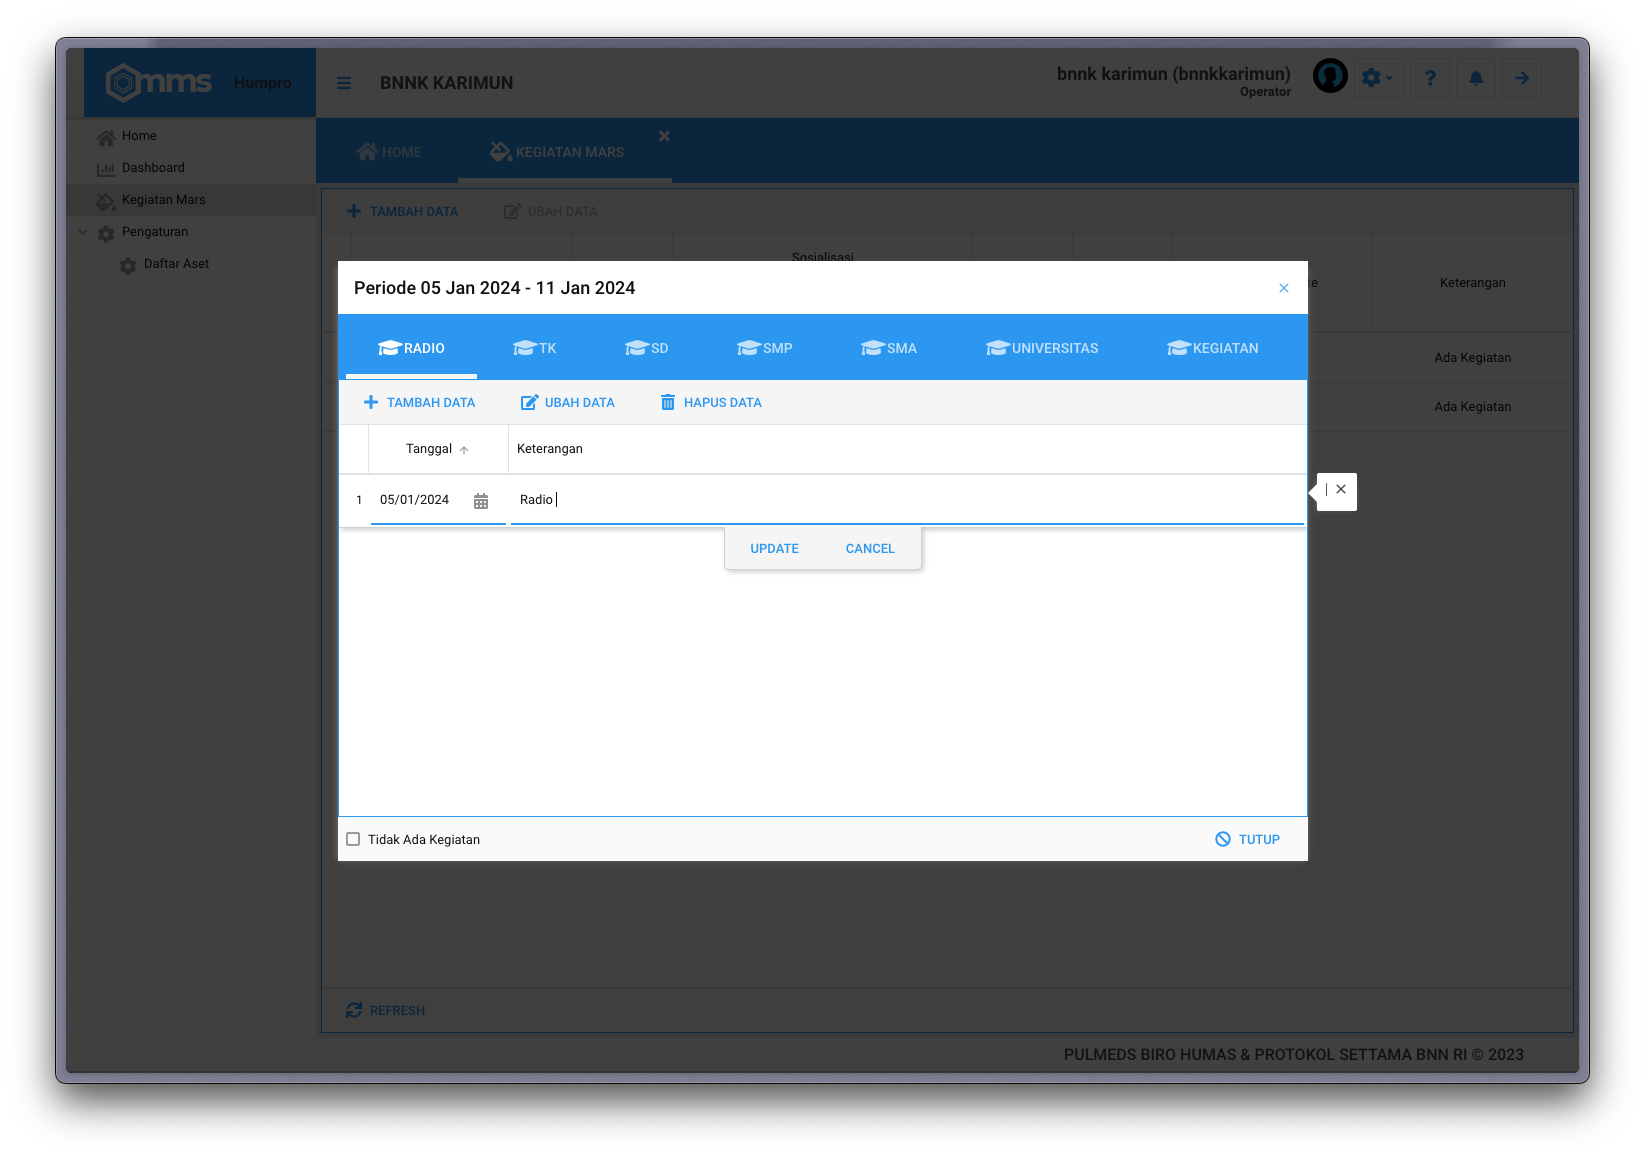 mms Humpro
BNNK KARIMUN
bnnk karimun (bnnkkarimun)
Operator
?
Home
Dashboard
Kegiatan Mars
Pengaturan
Daftar Aset
HOME
KEGIATAN MARS
TAMBAH DATA
UBAH DATA
Sosialisasi
Keterangan
Ada Kegiatan
Ada Kegiatan
Periode 05 Jan 2024 - 11 Jan 2024
RADIO
TK
SD
SMP
SMA
UNIVERSITAS
KEGIATAN
TAMBAH DATA
UBAH DATA
HAPUS DATA
Tanggal
Keterangan
1
05/01/2024
Radio
UPDATE
CANCEL
Tidak Ada Kegiatan
TUTUP
REFRESH
PULMEDS BIRO HUMAS & PROTOKOL SETTAMA BNN RI © 2023